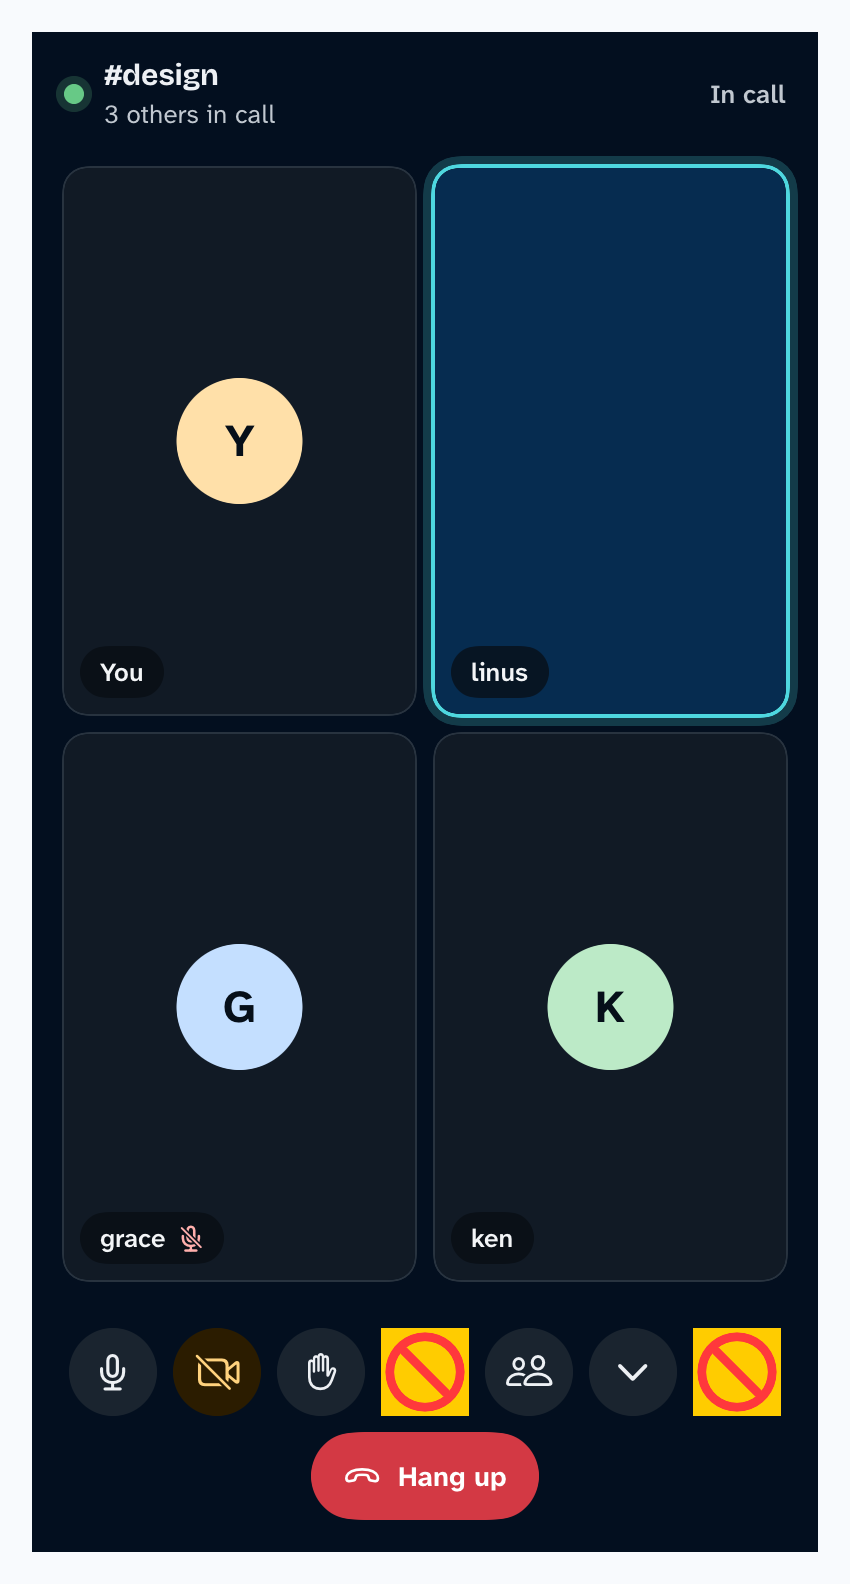 #design
3 others in call
In call
Y
You
linus
G
K
grace
ken
Hang up